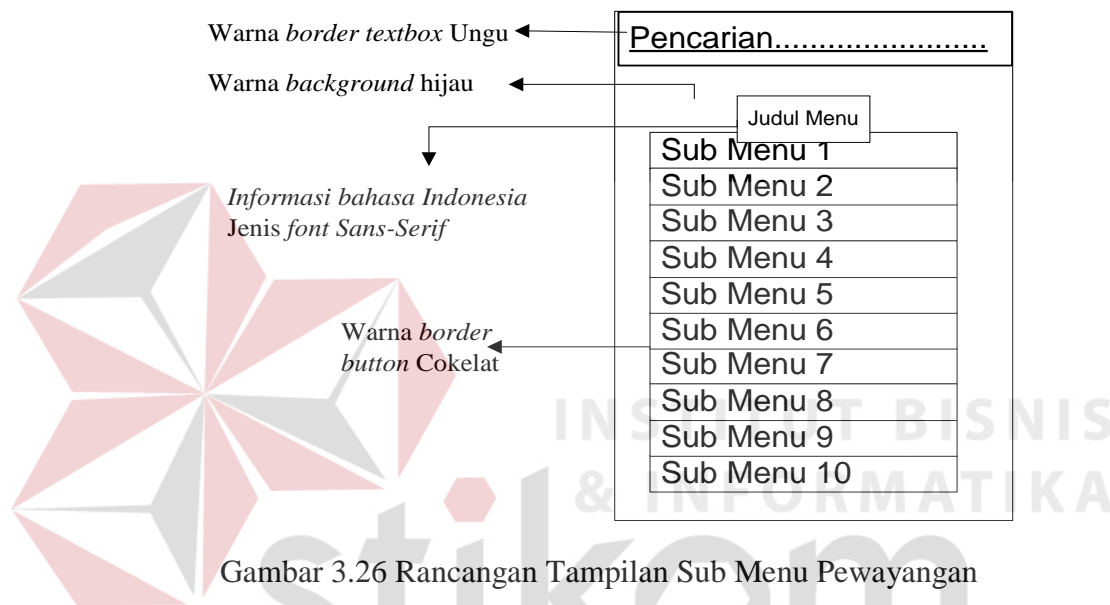 Warna border textbox Ungu
Pencarian........................
Warna background hijau
Judul Menu
Sub Menu 1
Sub Menu 2
Informasi bahasa Indonesia
Jenis font Sans-Serif
Sub Menu 3
Sub Menu 4
Sub Menu 5
Warna border
button Cokelat
Sub Menu 6
Sub Menu 7
Sub Menu 8
Sub Menu 9
Sub Menu 10
INSTITUT BISNIS
& INFORMATIKA
stikom
Gambar 3.26 Rancangan Tampilan Sub Menu Pewayangan